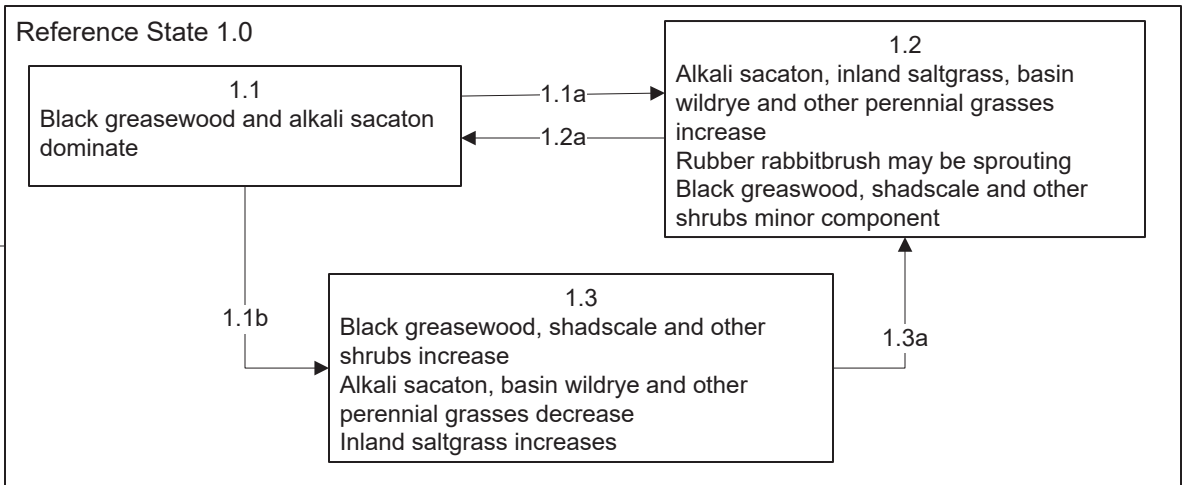 Reference State 1.0
1.1
Black greasewood and alkali sacaton
dominate
1.1a
1.2a
1.2
Alkali sacaton, inland saltgrass, basin
wildrye and other perennial grasses
increase
Rubber rabbitbrush may be sprouting
Black greaswood, shadscale and other
shrubs minor component
1.1b
1.3
Black greasewood, shadscale and other
shrubs increase
Alkali sacaton, basin wildrye and other
perennial grasses decrease
Inland saltgrass increases
1.3a